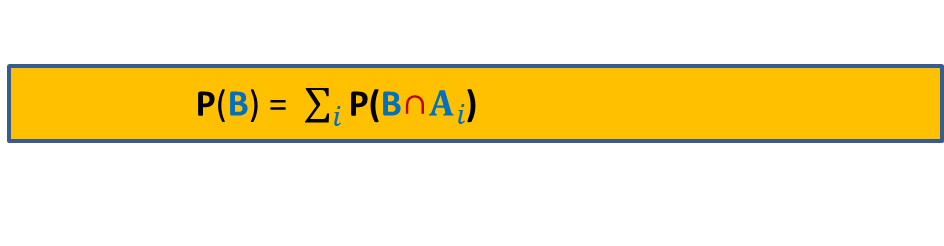 P(B) = ∑ᵢ P(B∩Aᵢ)